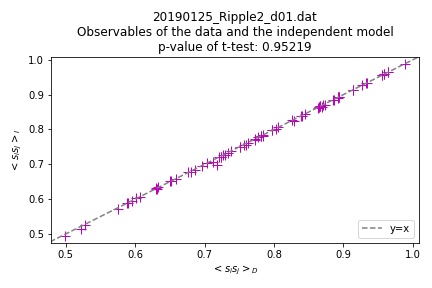 20190125_Ripple2_d01.dat
Observables of the data and the independent model
p-value of t-test: 0.95219
1.0
0.9
0.8
0.7
0.6
0.5
< s_i s_j >_I
0.5
0.6
0.7
0.8
0.9
1.0
< s_i s_j >_D
y=x